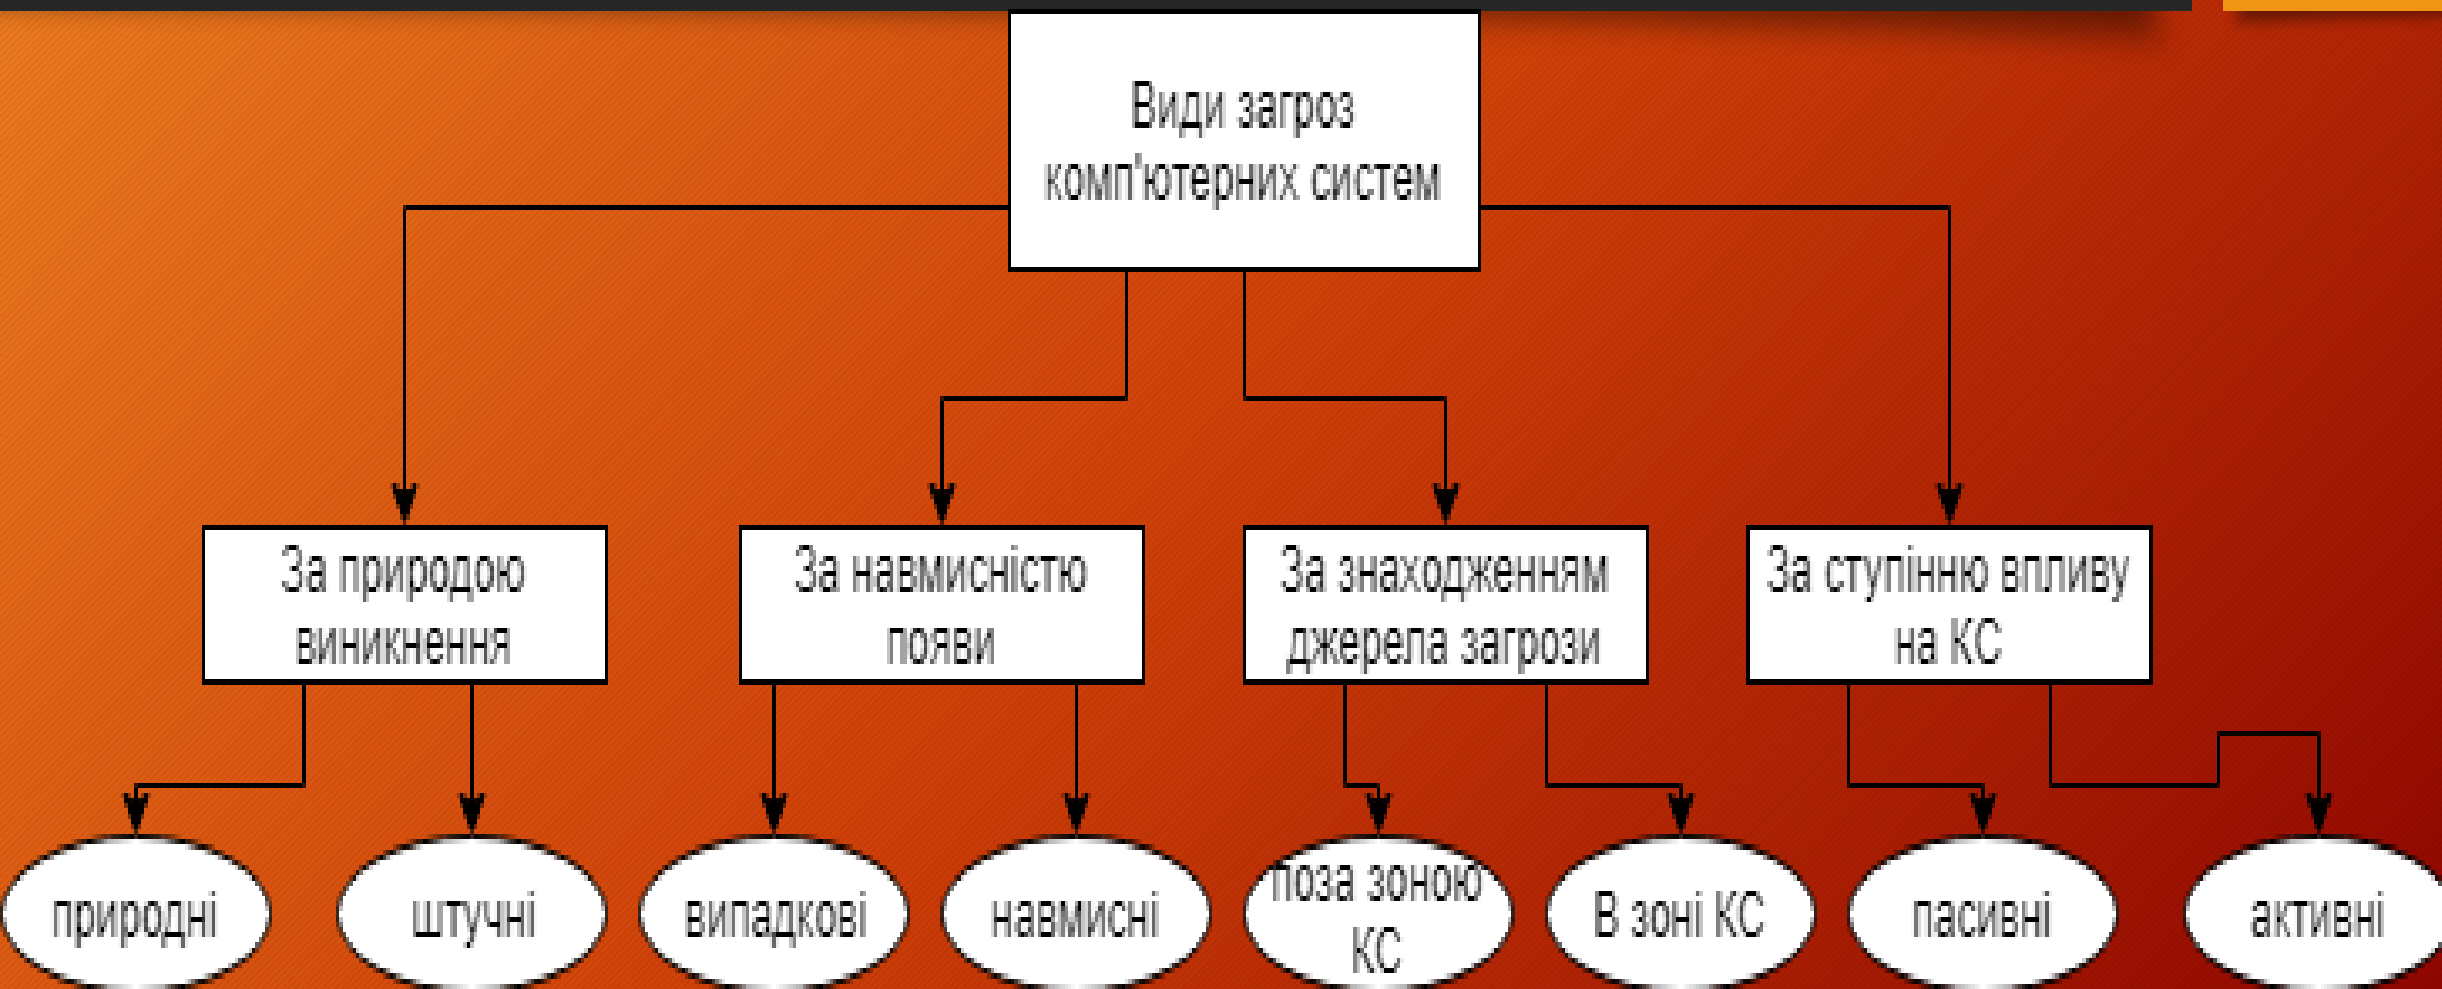 Види загроз
комп'ютерних систем
За природою
виникнення
За навмисністю
появи
За знаходженням
джерела загрози
За ступінню впливу
на КС
природні
штучні
випадкові
навмисні
поза зоною
КС
В зоні КС
пасивні
активні